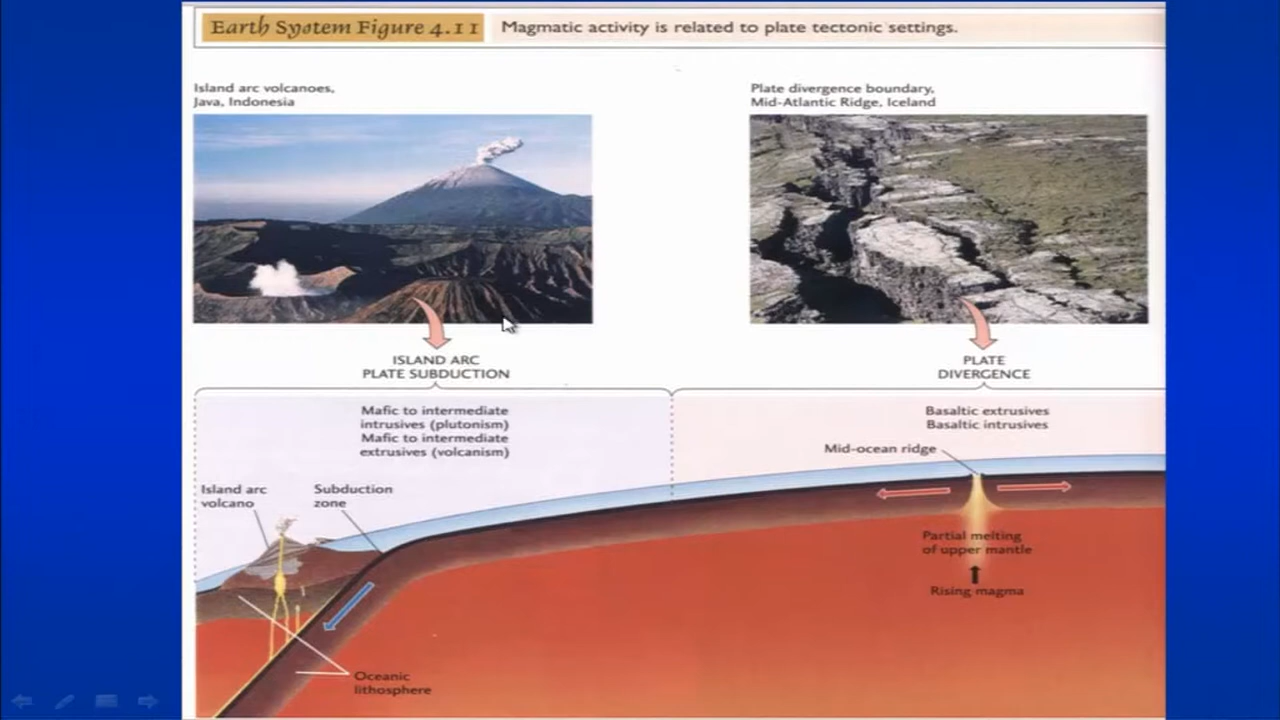 Earth System Figure 4.11
Magmatic activity is related to plate tectonic settings.
Island arc volcanoes,
Java, Indonesia
Plate divergence boundary,
Mid-Atlantic Ridge, Iceland
ISLAND ARC
PLATE SUBDUCTION
PLATE
DIVERGENCE
Mafic to intermediate
intrusives (plutonism)
Mafic to intermediate
extrusives (volcanism)
Basaltic extrusives
Basaltic intrusives
Mid-ocean ridge
Island arc
volcano
Subduction
zone
Partial melting
of upper mantle
Rising magma
Oceanic
lithosphere